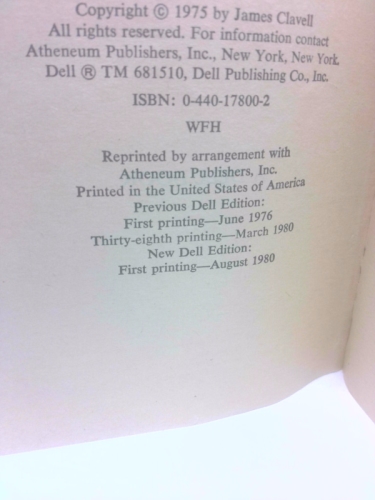 Copyright © 1975 by James Clavell
All rights reserved. For information contact
Atheneum Publishers, Inc., New York, New York
Dell ® TM 681510, Dell Publishing Co., Inc.
ISBN: 0-440-17800-2
WFH
Reprinted by arrangement with
Atheneum Publishers, Inc.
Printed in the United States of America
Previous Dell Edition:
First printing—June 1976
Thirty-eighth printing—March 1980
New Dell Edition:
First printing—August 1980